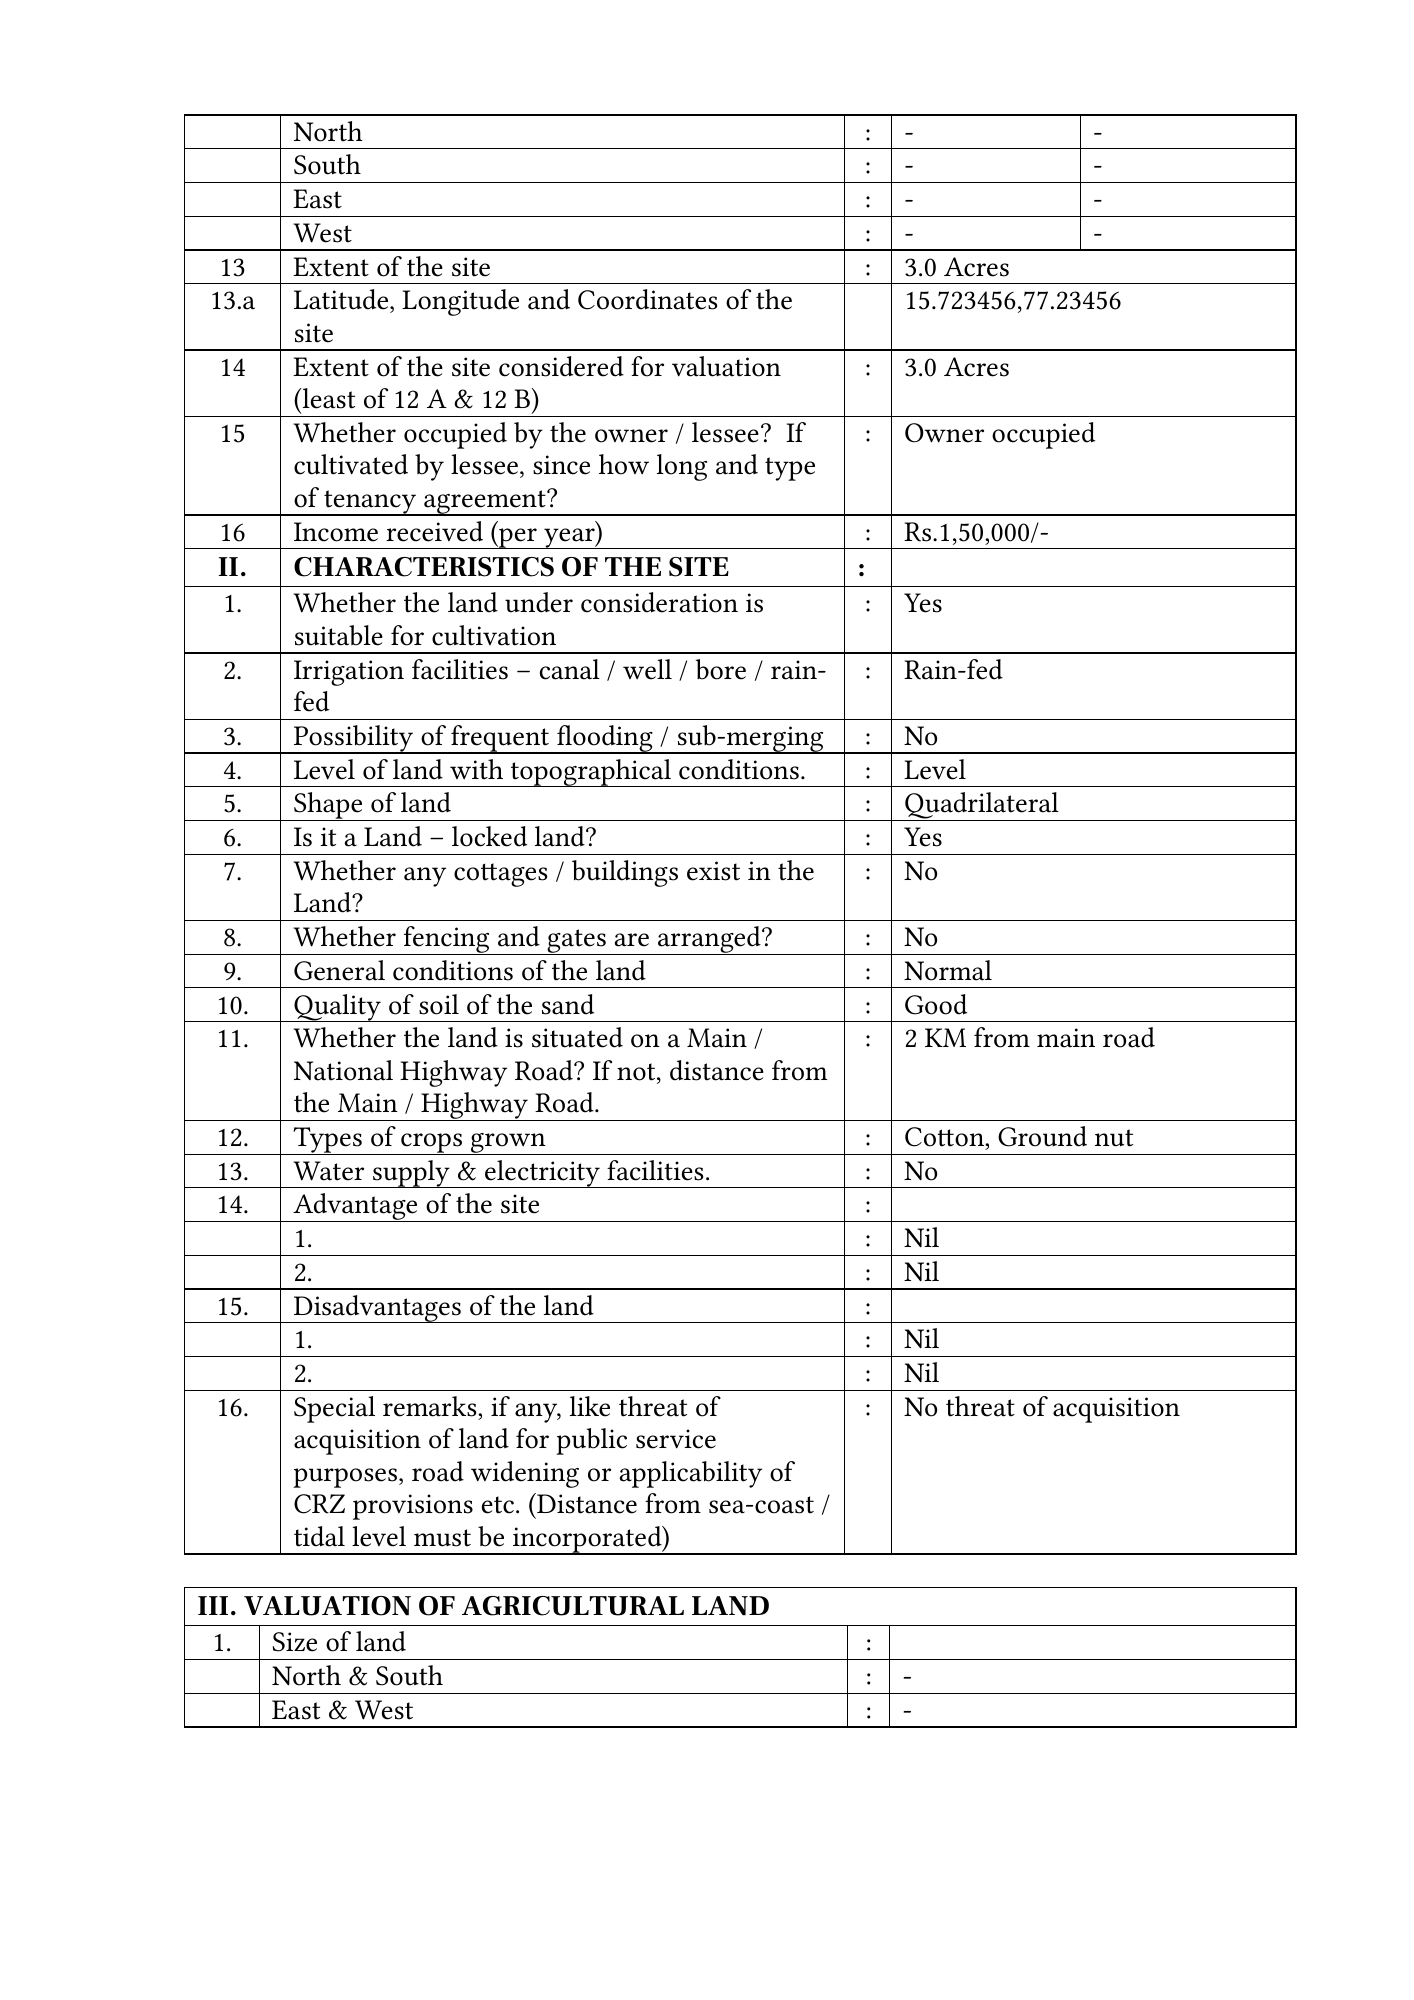 North : - -
South : - -
East : - -
West : - -
13 Extent of the site : 3.0 Acres
13.a Latitude, Longitude and Coordinates of the 15.723456,77.23456
site
14 Extent of the site considered for valuation : 3.0 Acres
(least of 12 A & 12 B)
15 Whether occupied by the owner / lessee?  If : Owner occupied
cultivated by lessee, since how long and type
of tenancy agreement?
16 Income received (per year) : Rs.1,50,000/-
II. CHARACTERISTICS OF THE SITE :
1. Whether the land under consideration is : Yes
suitable for cultivation
2. Irrigation facilities – canal / well / bore / rain- : Rain-fed
fed
3. Possibility of frequent flooding / sub-merging : No
4. Level of land with topographical conditions. : Level
5. Shape of land : Quadrilateral
6. Is it a Land – locked land? : Yes
7. Whether any cottages / buildings exist in the : No
Land?
8. Whether fencing and gates are arranged? : No
9. General conditions of the land : Normal
10. Quality of soil of the sand : Good
11. Whether the land is situated on a Main / : 2 KM from main road
National Highway Road? If not, distance from
the Main / Highway Road.
12. Types of crops grown : Cotton, Ground nut
13. Water supply & electricity facilities. : No
14. Advantage of the site :
1. : Nil
2. : Nil
15. Disadvantages of the land :
1. : Nil
2. : Nil
16. Special remarks, if any, like threat of : No threat of acquisition
acquisition of land for public service
purposes, road widening or applicability of
CRZ provisions etc. (Distance from sea-coast /
tidal level must be incorporated)
III. VALUATION OF AGRICULTURAL LAND
1. Size of land :
North & South : -
East & West : -